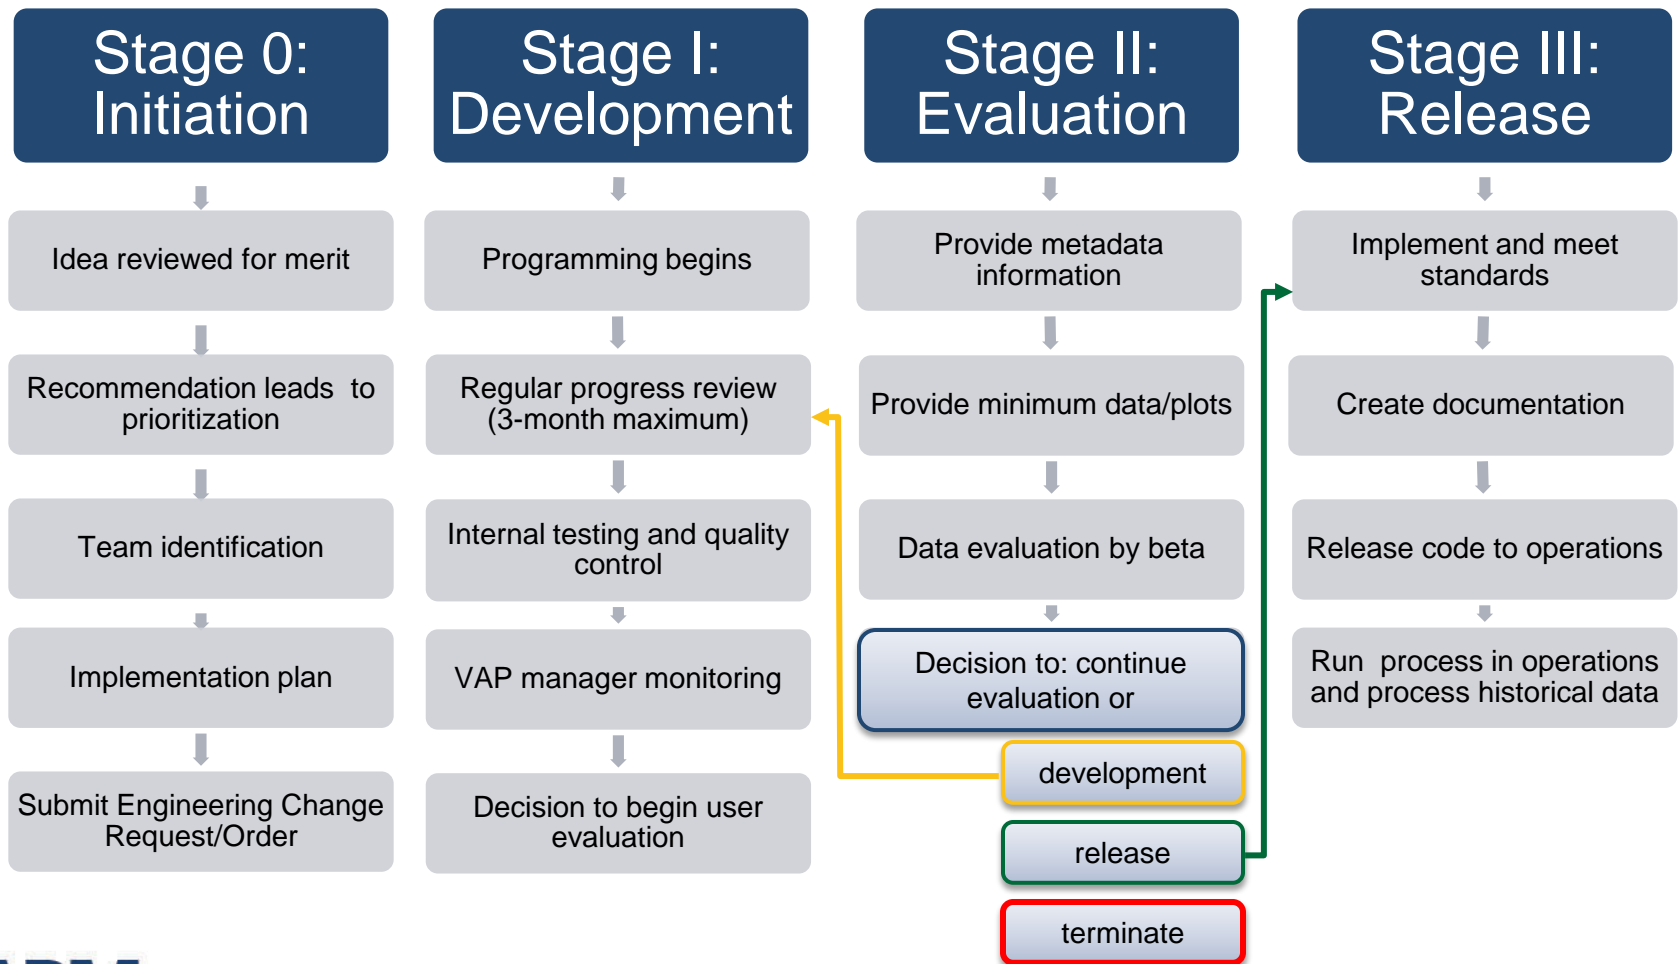 Stage 0:
Initiation
Idea reviewed for merit
Recommendation leads to
prioritization
Team identification
Implementation plan
Submit Engineering Change
Request/Order
Stage I:
Development
Programming begins
Regular progress review
(3-month maximum)
Internal testing and quality
control
VAP manager monitoring
Decision to begin user
evaluation
Stage II:
Evaluation
Provide metadata
information
Provide minimum data/plots
Data evaluation by beta
Decision to: continue
evaluation or
development
release
terminate
Stage III:
Release
Implement and meet
standards
Create documentation
Release code to operations
Run process in operations
and process historical data